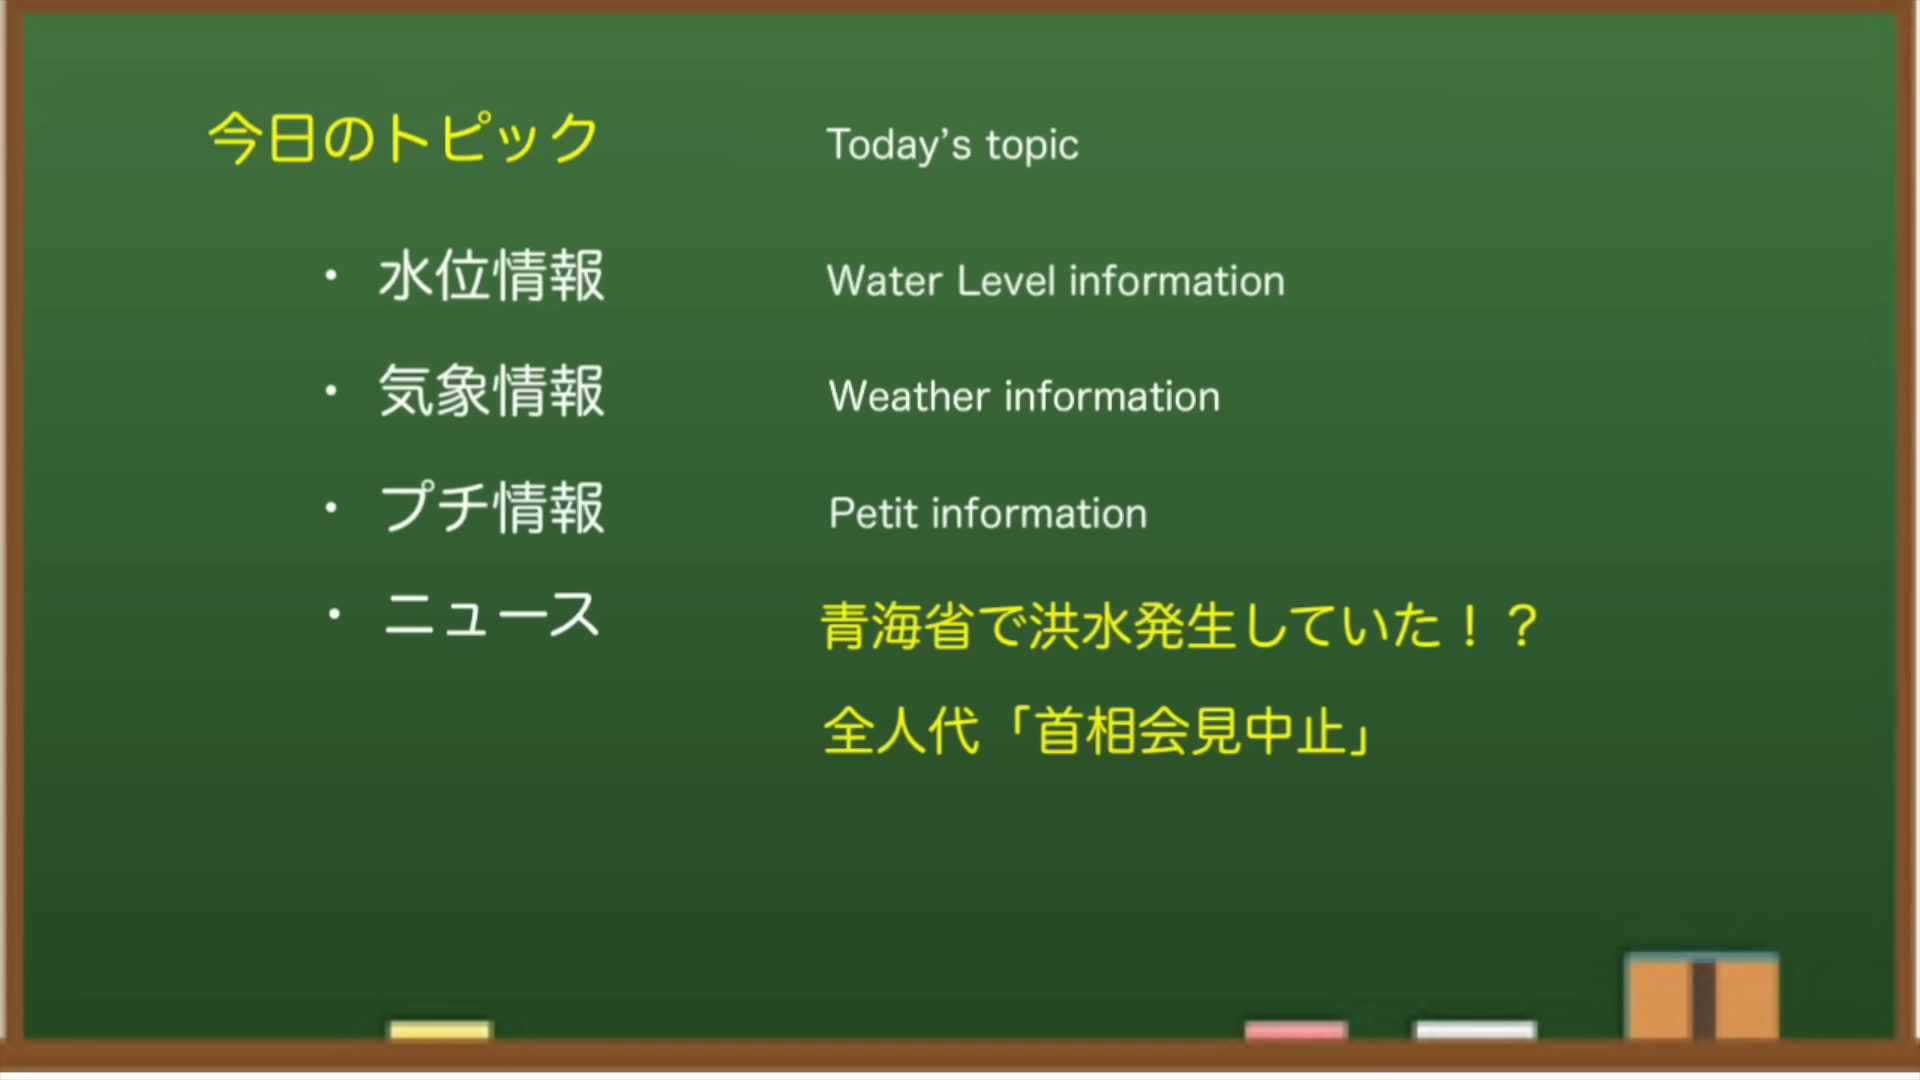 今日のトピック Today's topic
・ 水位情報 Water Level information
・ 気象情報 Weather information
・ プチ情報 Petit information
・ ニュース 青海省で洪水発生していた！？
全人代「首相会見中止」